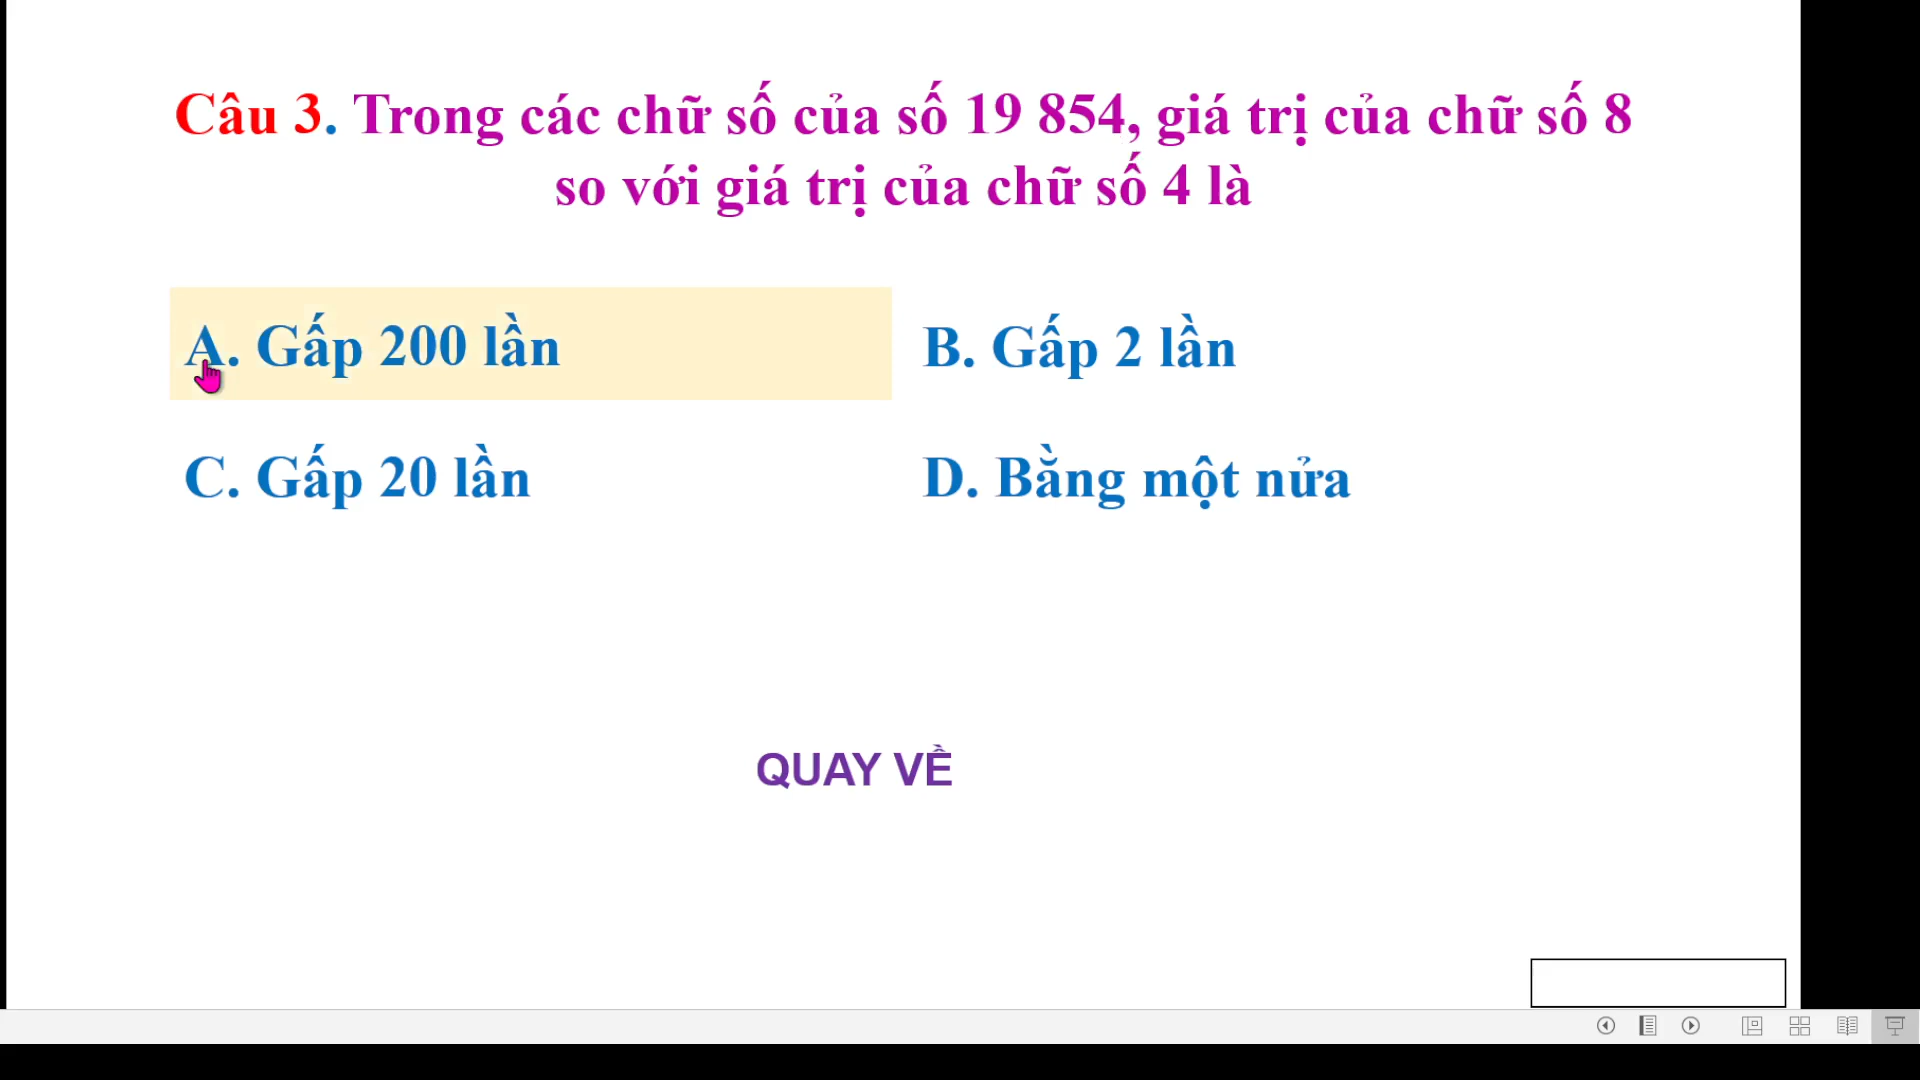 Câu 3. Trong các chữ số của số 19 854, giá trị của chữ số 8
so với giá trị của chữ số 4 là
A. Gấp 200 lần
B. Gấp 2 lần
C. Gấp 20 lần
D. Bằng một nửa
QUAY VỀ